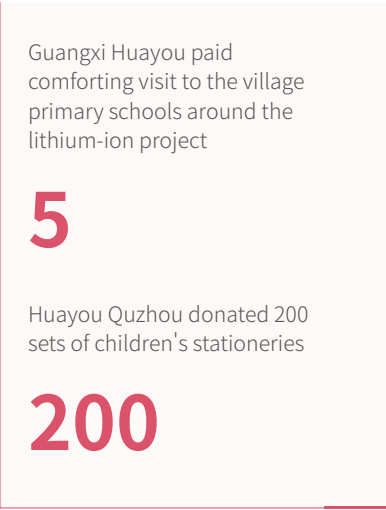 Guangxi Huayou paid
comforting visit to the village
primary schools around the
lithium-ion project
5
Huayou Quzhou donated 200
sets of children's stationeries
200